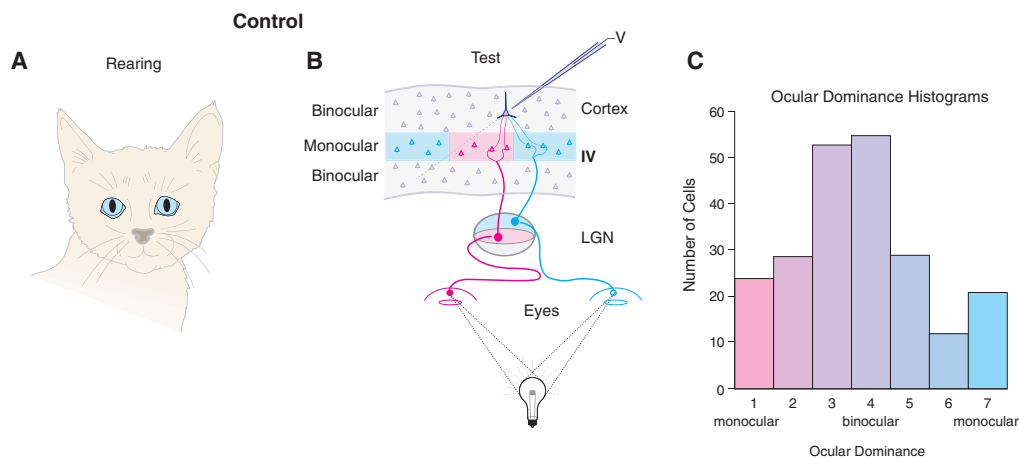 Control
A
Rearing
B
Test
V
Binocular
Cortex
Monocular
IV
Binocular
LGN
Eyes
C
Ocular Dominance Histograms
Number of Cells
60
50
40
30
20
10
0
1 2 3 4 5 6 7
monocular binocular monocular
Ocular Dominance